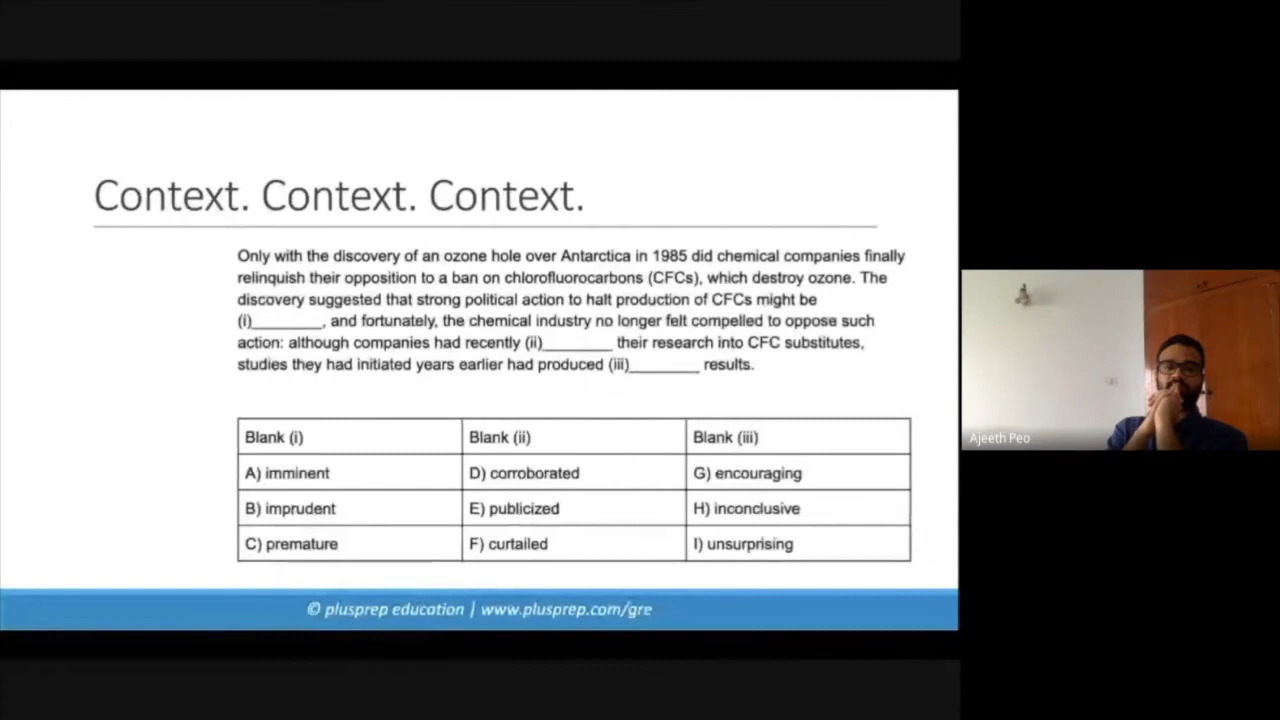 Context. Context. Context.
Only with the discovery of an ozone hole over Antarctica in 1985 did chemical companies finally
relinquish their opposition to a ban on chlorofluorocarbons (CFCs), which destroy ozone. The
discovery suggested that strong political action to halt production of CFCs might be
(i)________, and fortunately, the chemical industry no longer felt compelled to oppose such
action: although companies had recently (ii)________ their research into CFC substitutes,
studies they had initiated years earlier had produced (iii)________ results.
Blank (i) Blank (ii) Blank (iii)
A) imminent D) corroborated G) encouraging
B) imprudent E) publicized H) inconclusive
C) premature F) curtailed I) unsurprising
© plusprep education | www.plusprep.com/gre
Ajeeth Peo